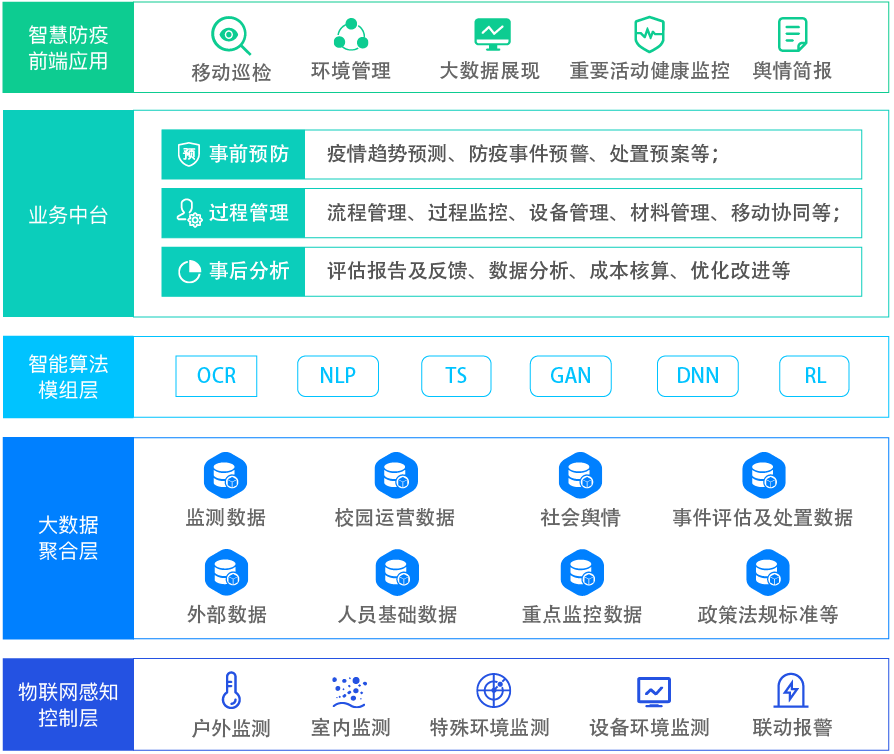 智慧防疫
前端应用
移动巡检
环境管理
大数据展现
重要活动健康监控
舆情简报
业务中台
预
事前预防
疫情趋势预测、防疫事件预警、处置预案等；
过程管理
流程管理、过程监控、设备管理、材料管理、移动协同等；
事后分析
评估报告及反馈、数据分析、成本核算、优化改进等
智能算法
模组层
OCR
NLP
TS
GAN
DNN
RL
大数据
聚合层
监测数据
校园运营数据
社会舆情
事件评估及处置数据
外部数据
人员基础数据
重点监控数据
政策法规标准等
物联网感知
控制层
户外监测
室内监测
特殊环境监测
设备环境监测
联动报警